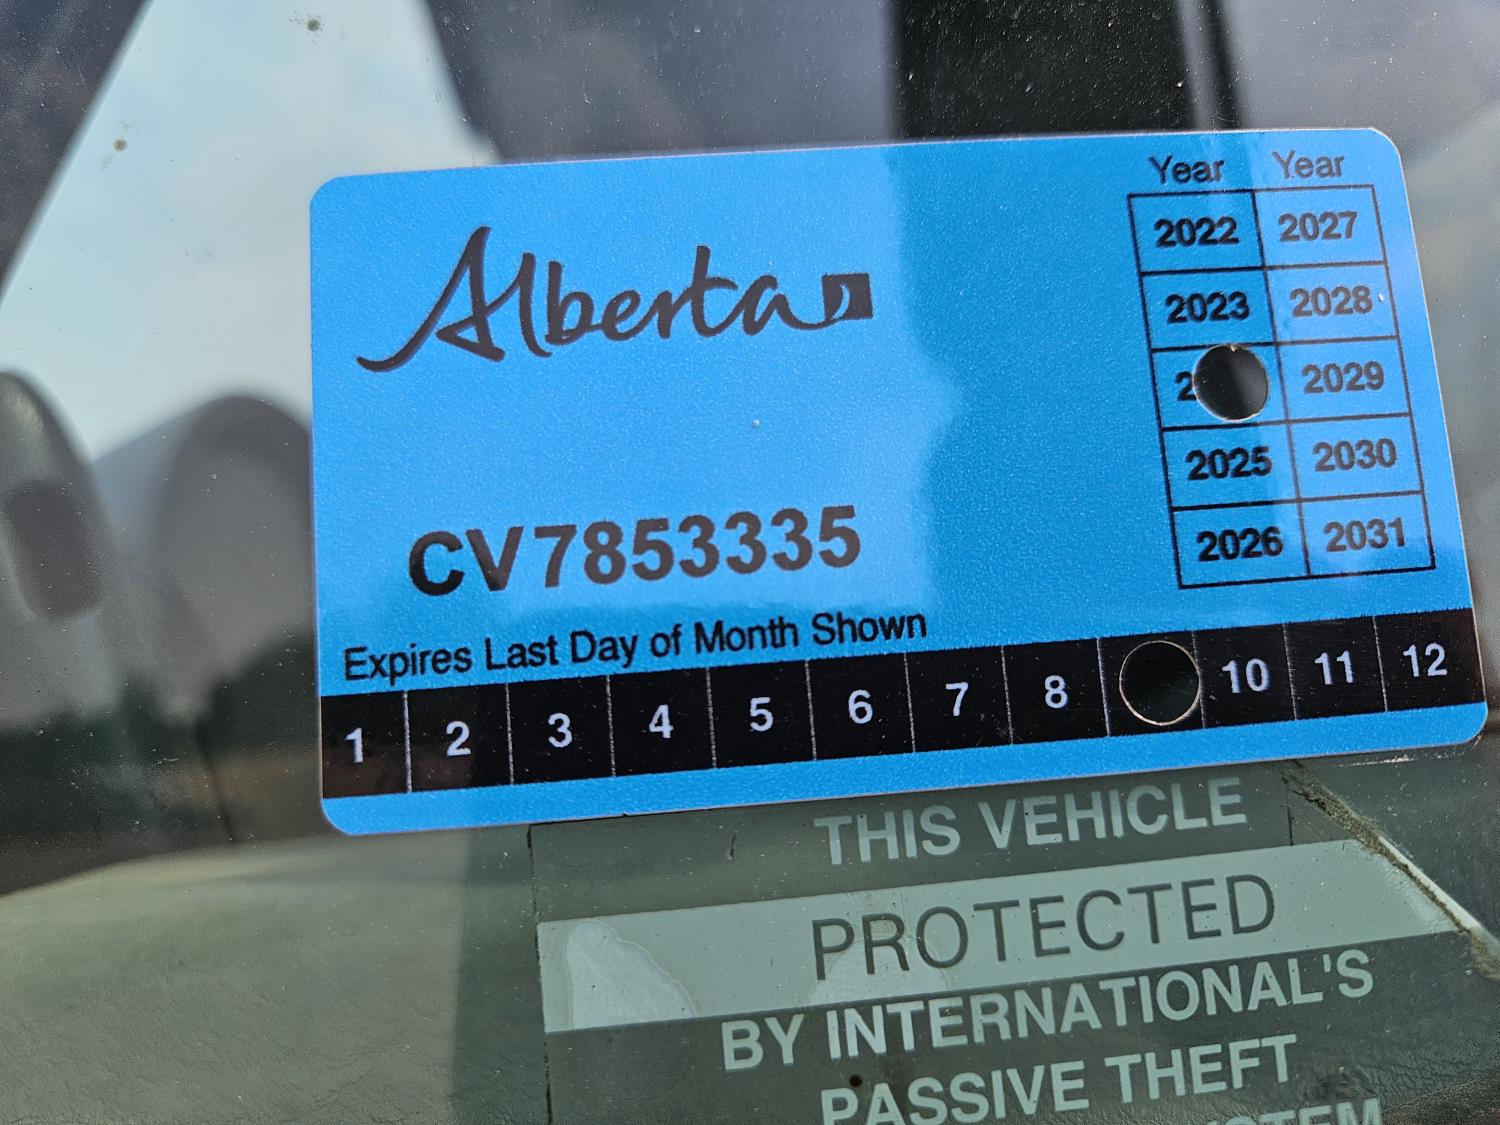 Alberta
Year Year
2022 2027
2023 2028
2029
2025 2030
2026 2031
CV7853335
Expires Last Day of Month Shown
1 2 3 4 5 6 7 8 10 11 12
THIS VEHICLE
PROTECTED
BY INTERNATIONAL'S
PASSIVE THEFT